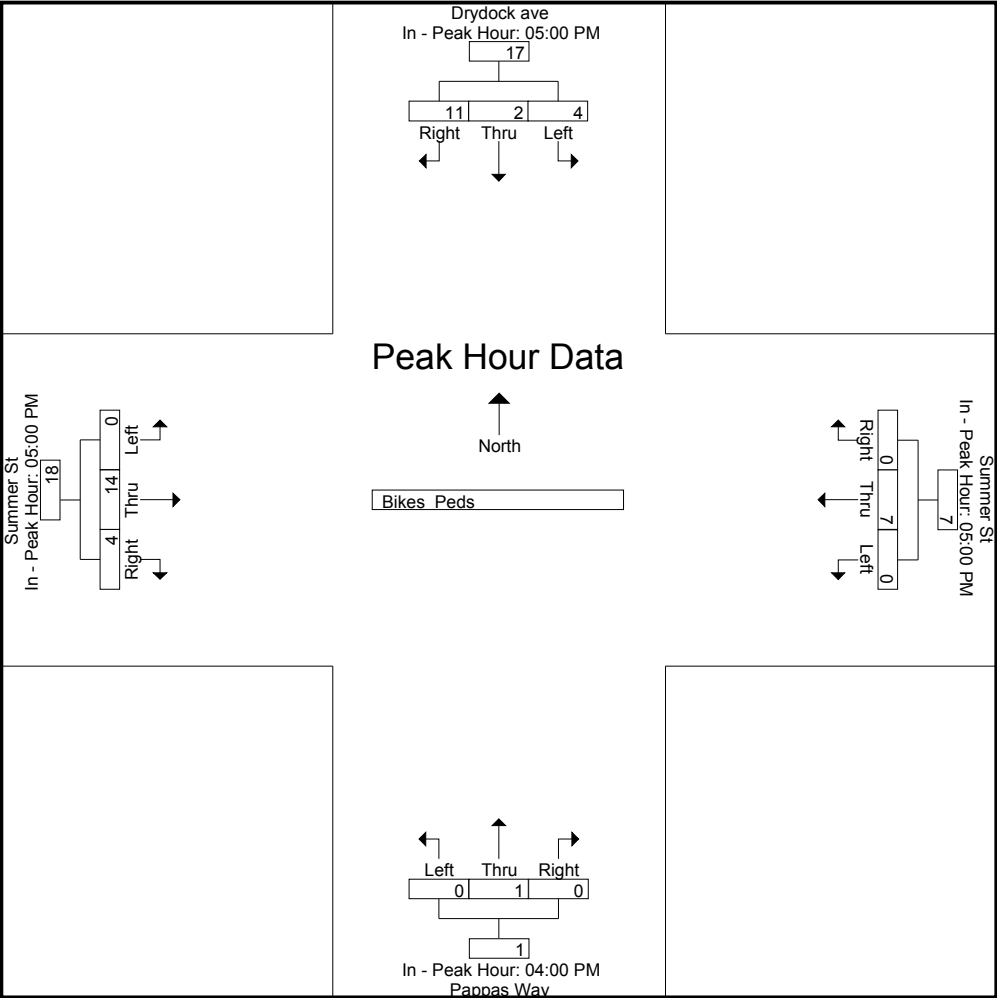 Drydock ave
In - Peak Hour: 05:00 PM
17
11 2 4
Right Thru Left
Peak Hour Data
North
Bikes Peds
Summer St
In - Peak Hour: 05:00 PM
18
0 14 4
Left Thru Right
Summer St
In - Peak Hour: 05:00 PM
7
0 7 0
Right Thru Left
Left Thru Right
0 1 0
1
In - Peak Hour: 04:00 PM
Pappas Way